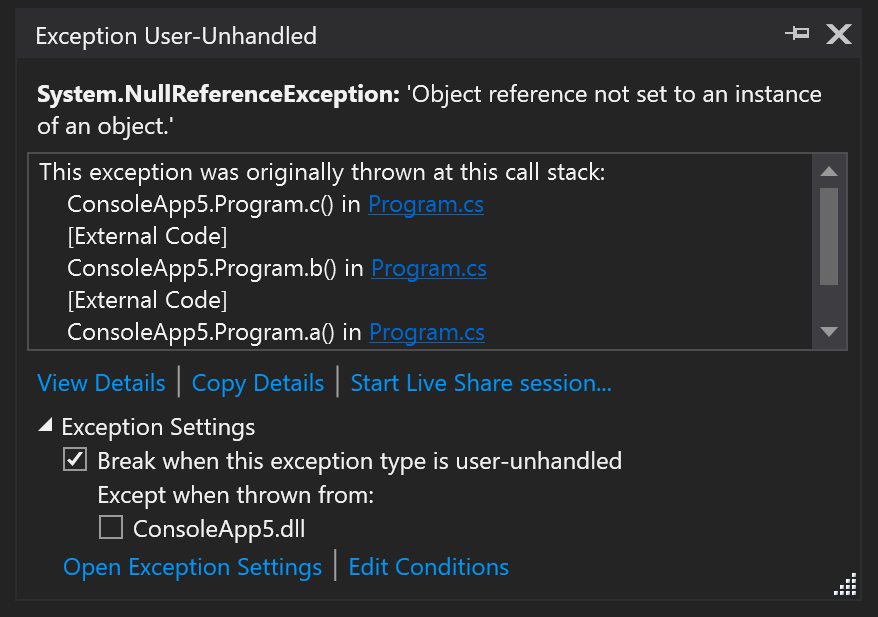 Exception User-Unhandled
System.NullReferenceException: 'Object reference not set to an instance
of an object.'
This exception was originally thrown at this call stack:
ConsoleApp5.Program.c() in Program.cs
[External Code]
ConsoleApp5.Program.b() in Program.cs
[External Code]
ConsoleApp5.Program.a() in Program.cs
View Details | Copy Details | Start Live Share session...
Exception Settings
Break when this exception type is user-unhandled
Except when thrown from:
ConsoleApp5.dll
Open Exception Settings | Edit Conditions